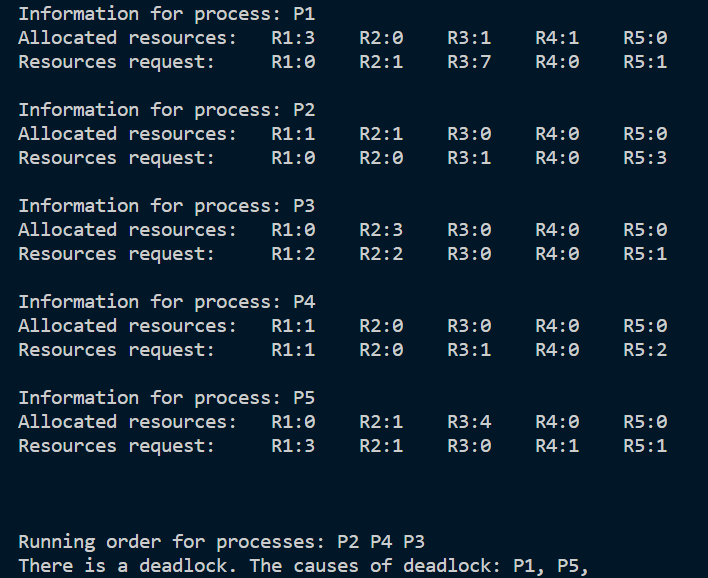 Information for process: P1
Allocated resources:   R1:3    R2:0    R3:1    R4:1    R5:0
Resources request:     R1:0    R2:1    R3:7    R4:0    R5:1
Information for process: P2
Allocated resources:   R1:1    R2:1    R3:0    R4:0    R5:0
Resources request:     R1:0    R2:0    R3:1    R4:0    R5:3
Information for process: P3
Allocated resources:   R1:0    R2:3    R3:0    R4:0    R5:0
Resources request:     R1:2    R2:2    R3:0    R4:0    R5:1
Information for process: P4
Allocated resources:   R1:1    R2:0    R3:0    R4:0    R5:0
Resources request:     R1:1    R2:0    R3:1    R4:0    R5:2
Information for process: P5
Allocated resources:   R1:0    R2:1    R3:4    R4:0    R5:0
Resources request:     R1:3    R2:1    R3:0    R4:1    R5:1
Running order for processes: P2 P4 P3
There is a deadlock. The causes of deadlock: P1, P5,